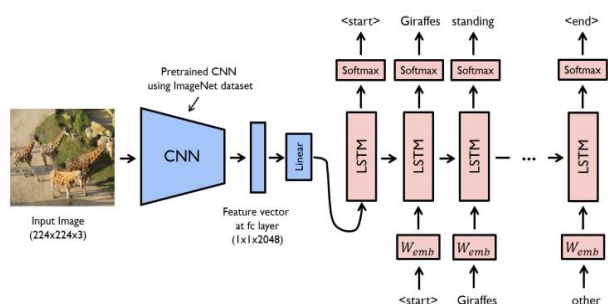 <start>
Giraffes
standing
<end>
Softmax
Softmax
Softmax
Softmax
Pretrained CNN
using ImageNet dataset
CNN
Linear
LSTM
LSTM
LSTM
...
LSTM
Input Image
(224x224x3)
Feature vector
at fc layer
(1x1x2048)
W_emb
W_emb
W_emb
<start>
Giraffes
other